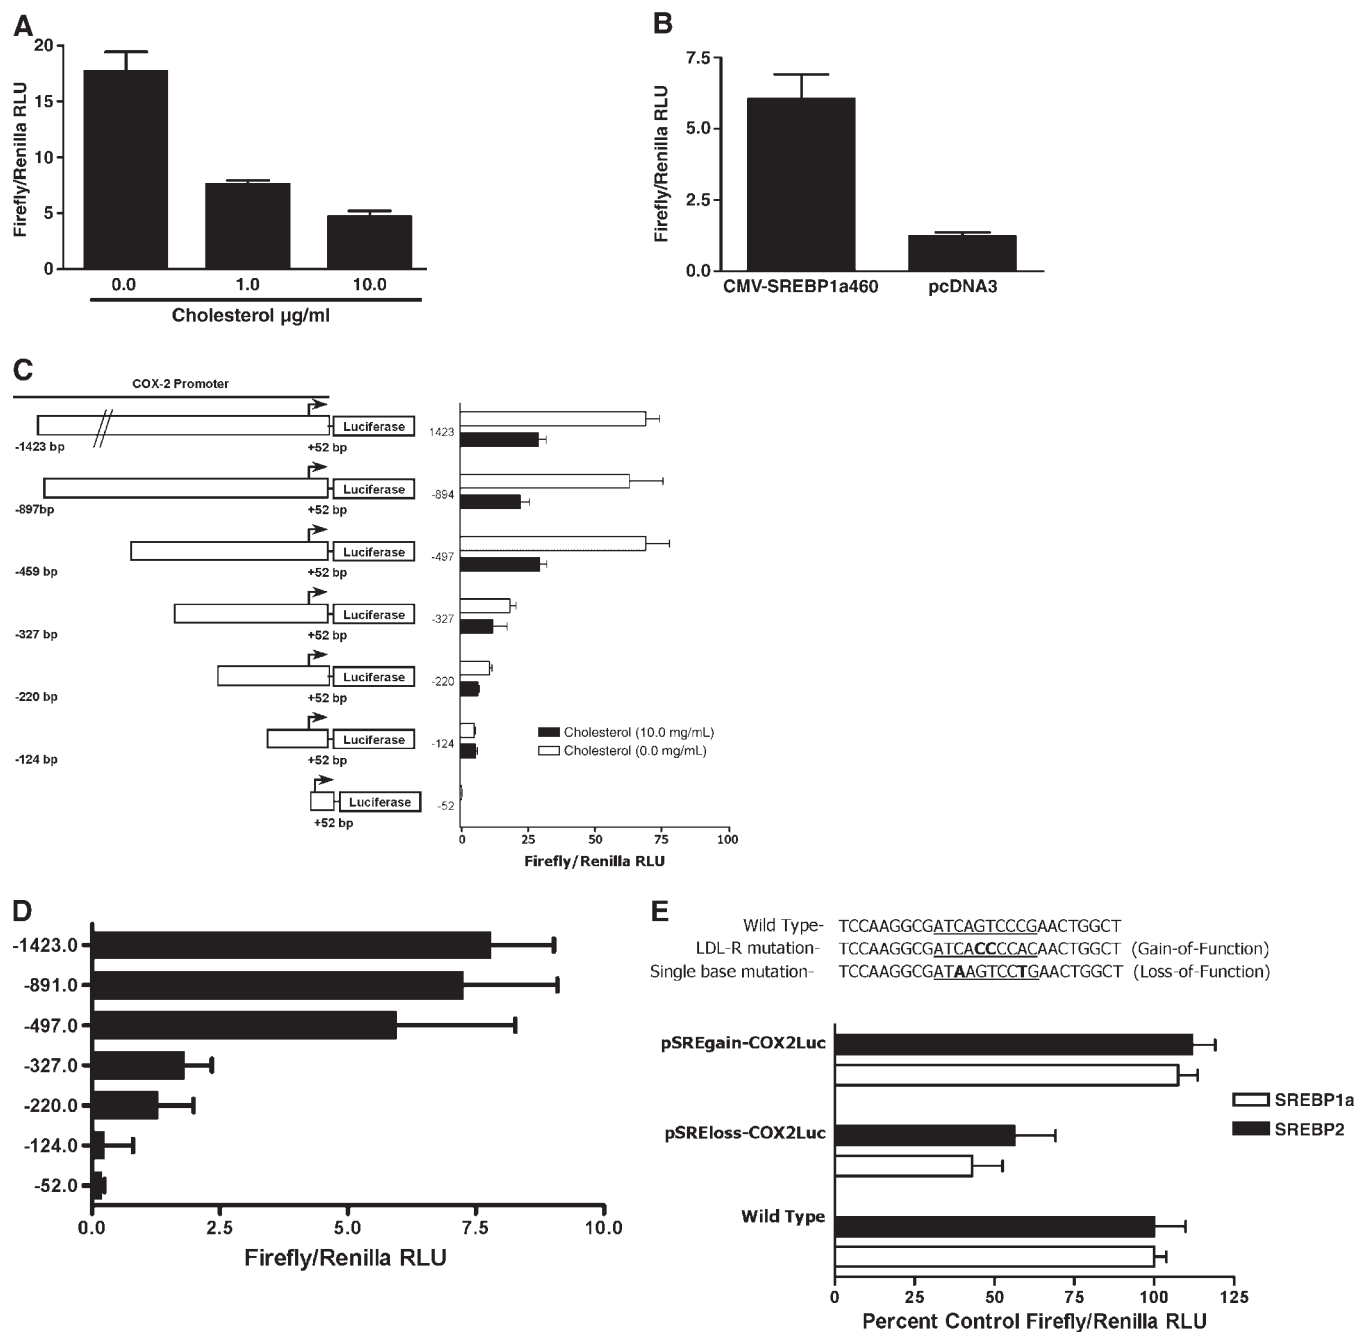 A
Firefly/Renilla RLU
20
15
10
5
0
0.0 1.0 10.0
Cholesterol µg/ml
B
Firefly/Renilla RLU
7.5
5.0
2.5
0.0
CMV-SREBP1a460 pcDNA3
C
COX-2 Promoter
Luciferase
-1423 bp +52 bp
Luciferase
-897bp +52 bp
Luciferase
-459 bp +52 bp
Luciferase
-327 bp +52 bp
Luciferase
-220 bp +52 bp
Luciferase
-124 bp +52 bp
Luciferase
+52 bp
1423
-894
-497
-327
-220
-124
-52
Cholesterol (10.0 mg/mL)
Cholesterol (0.0 mg/mL)
0 25 50 75 100
Firefly/Renilla RLU
D
-1423.0
-891.0
-497.0
-327.0
-220.0
-124.0
-52.0
0.0 2.5 5.0 7.5 10.0
Firefly/Renilla RLU
E
Wild Type- TCCAAGGCGATCAGTCCCGAACTGGCT
LDL-R mutation- TCCAAGGCGATCACCCCACAACTGGCT (Gain-of-Function)
Single base mutation- TCCAAGGCGATAAGTCCTGAACTGGCT (Loss-of-Function)
pSREgain-COX2Luc
pSREloss-COX2Luc
Wild Type
SREBP1a
SREBP2
0 25 50 75 100 125
Percent Control Firefly/Renilla RLU